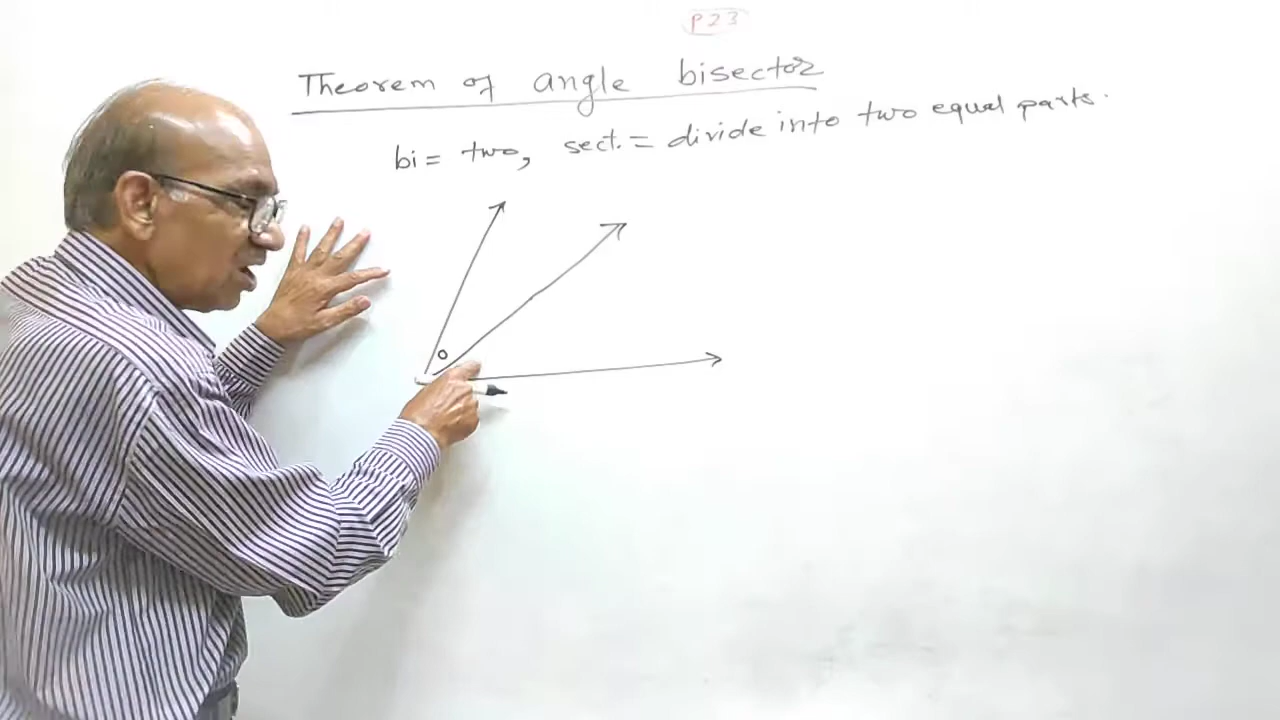 P23
Theorem of angle bisector
bi = two, sect. = divide into two equal parts.